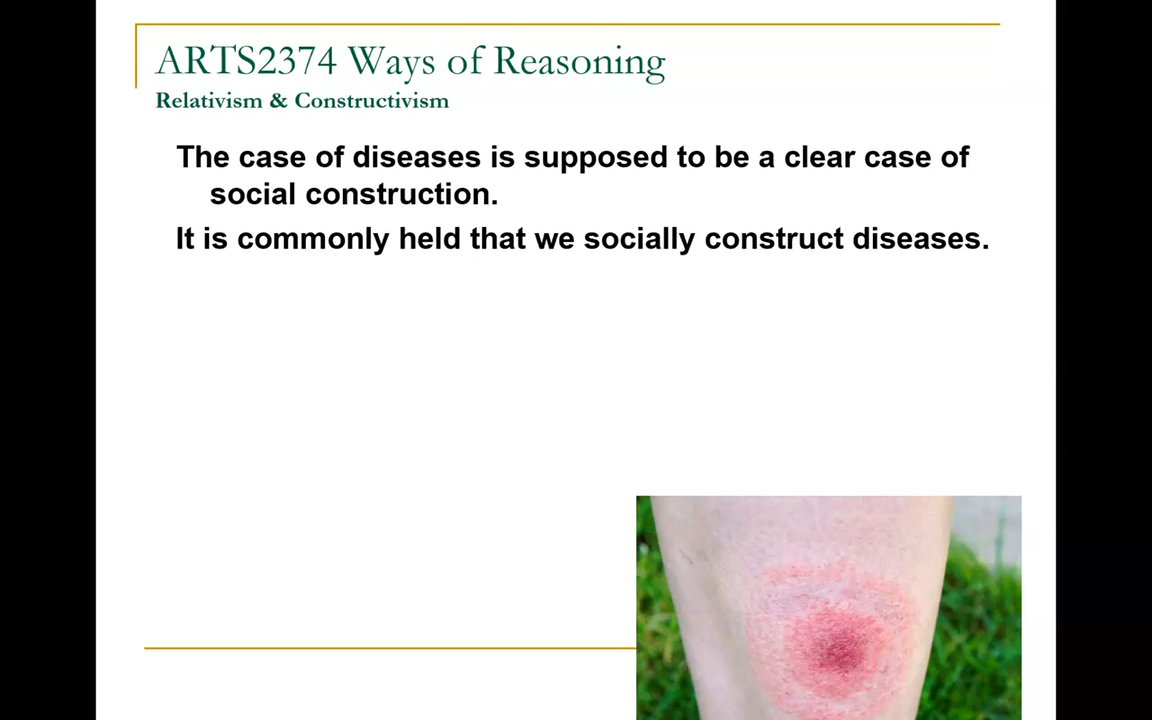 ARTS2374 Ways of Reasoning
Relativism & Constructivism
The case of diseases is supposed to be a clear case of
social construction.
It is commonly held that we socially construct diseases.